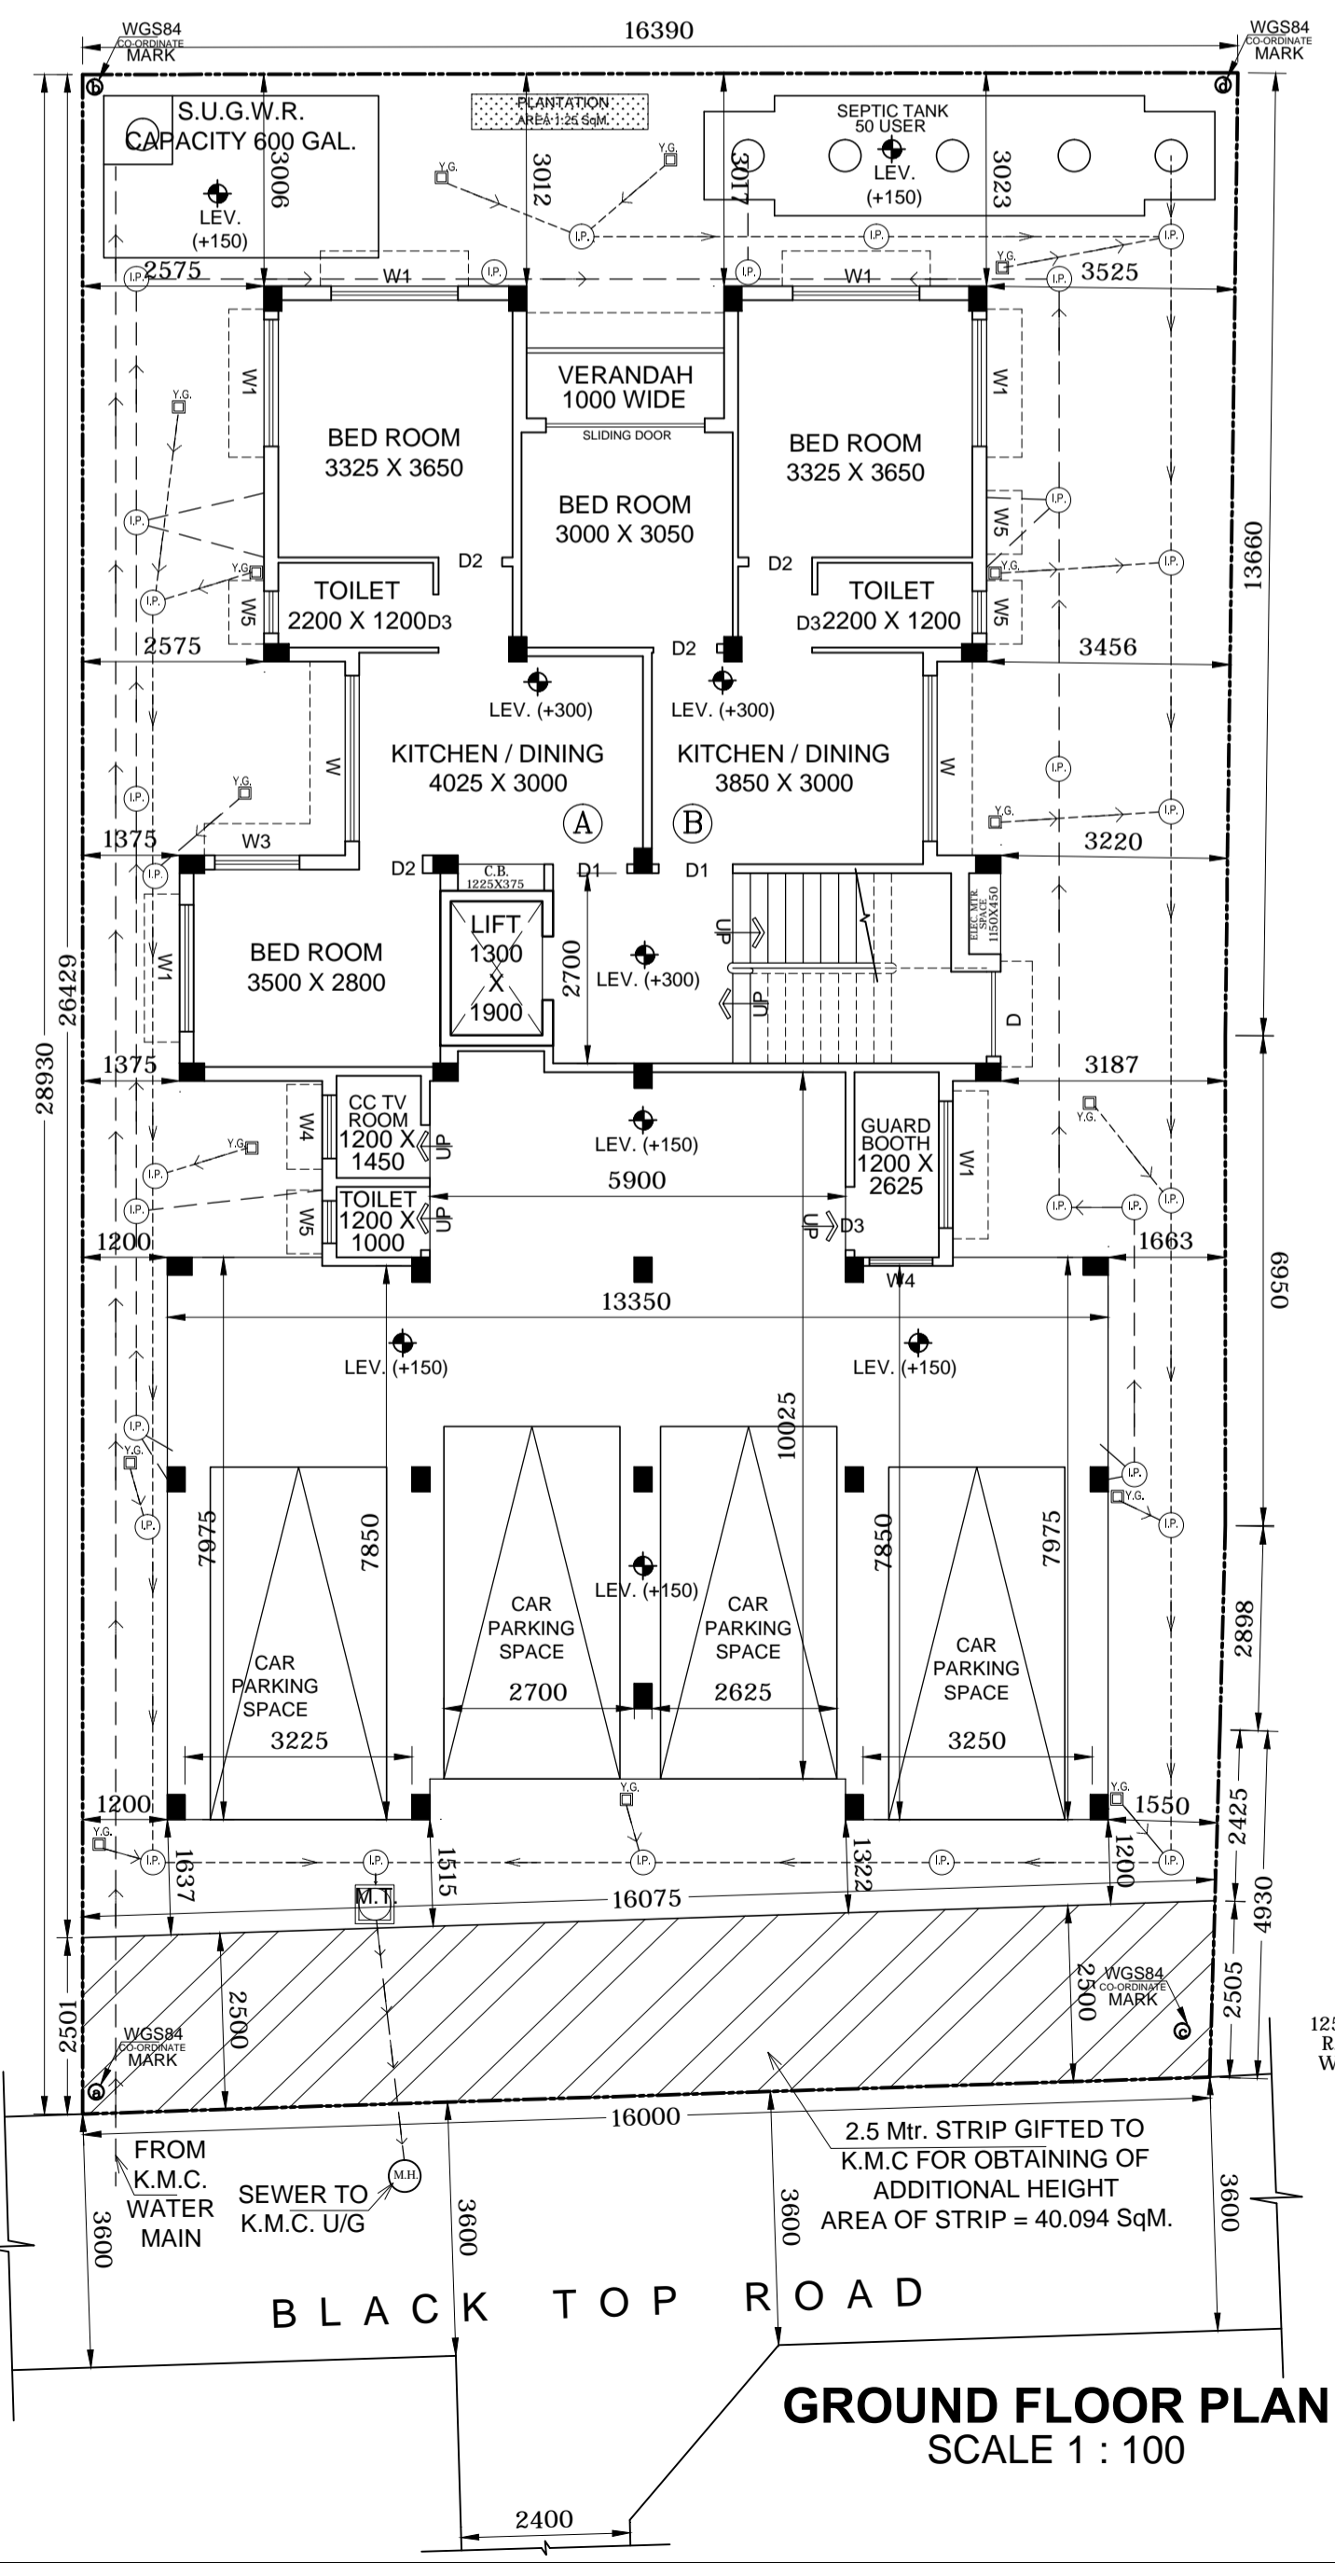 WGS84
CO-ORDINATE
MARK
16390
WGS84
CO-ORDINATE
MARK
b
d
S.U.G.W.R.
CAPACITY 600 GAL.
LEV.
(+150)
PLANTATION
AREA 1.25 SqM.
SEPTIC TANK
50 USER
LEV.
(+150)
3006
3012
3017
3023
Y.G.
Y.G.
I.P.
I.P.
I.P.
Y.G.
I.P.
2575
W1
I.P.
I.P.
W1
I.P.
3525
W1
Y.G.
VERANDAH
1000 WIDE
SLIDING DOOR
W1
BED ROOM
3325 X 3650
BED ROOM
3325 X 3650
BED ROOM
3000 X 3050
I.P.
I.P.
W5
13660
D2
D2
Y.G.
Y.G.
I.P.
TOILET
2200 X 1200
D3
TOILET
2200 X 1200
D3
I.P.
W5
W5
2575
D2
3456
LEV. (+300)
LEV. (+300)
KITCHEN / DINING
4025 X 3000
KITCHEN / DINING
3850 X 3000
W
W
I.P.
Y.G.
I.P.
A
B
Y.G.
I.P.
1375
W3
3220
I.P.
D2
C.B.
1225X375
D1
D1
ELEC. MTR.
SPACE
1150X450
26429
28930
W1
BED ROOM
3500 X 2800
LIFT
1300
X
1900
2700
LEV. (+300)
UP
UP
D
1375
3187
W4
CC TV
ROOM
1200 X
1450
UP
LEV. (+150)
GUARD
BOOTH
1200 X
2625
W1
Y.G.
Y.G.
I.P.
5900
I.P.
W5
TOILET
1200 X
1000
UP
UP
D3
I.P.
I.P.
I.P.
1200
1663
W4
6950
13350
LEV. (+150)
LEV. (+150)
10025
I.P.
Y.G.
I.P.
Y.G.
I.P.
I.P.
7975
7850
7850
7975
LEV. (+150)
CAR
PARKING
SPACE
CAR
PARKING
SPACE
CAR
PARKING
SPACE
CAR
PARKING
SPACE
2898
2700
2625
3225
3250
1200
Y.G.
Y.G.
1550
2425
Y.G.
I.P.
I.P.
I.P.
I.P.
I.P.
1637
1515
1322
1200
M.T.
16075
4930
2501
2500
2500
2505
WGS84
CO-ORDINATE
MARK
c
WGS84
CO-ORDINATE
MARK
a
125
R
W
16000
FROM
K.M.C.
WATER
MAIN
SEWER TO
K.M.C. U/G
M.H.
2.5 Mtr. STRIP GIFTED TO
K.M.C FOR OBTAINING OF
ADDITIONAL HEIGHT
AREA OF STRIP = 40.094 SqM.
3600
3600
3600
3600
BLACK TOP ROAD
GROUND FLOOR PLAN
SCALE 1 : 100
2400